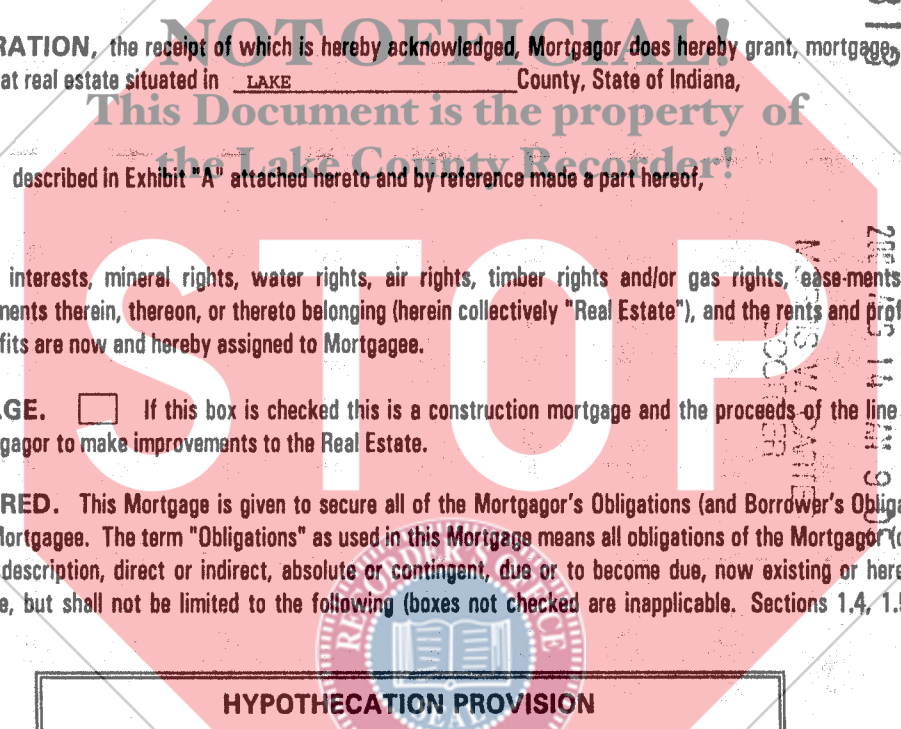 NOT OFFICIAL!
RATION, the receipt of which is hereby acknowledged, Mortgagor does hereby grant, mortgage,
at real estate situated in LAKE County, State of Indiana,
This Document is the property of
the Lake County Recorder!
described in Exhibit "A" attached hereto and by reference made a part hereof,
STOP
interests, mineral rights, water rights, air rights, timber rights and/or gas rights, ease-ments
ments therein, thereon, or thereto belonging (herein collectively "Real Estate"), and the rents and prof
fits are now and hereby assigned to Mortgagee.
AGE. If this box is checked this is a construction mortgage and the proceeds of the line
gagor to make improvements to the Real Estate.
RED. This Mortgage is given to secure all of the Mortgagor's Obligations (and Borrower's Obliga
Mortgagee. The term "Obligations" as used in this Mortgage means all obligations of the Mortgagor (o
description, direct or indirect, absolute or contingent, due or to become due, now existing or here
e, but shall not be limited to the following (boxes not checked are inapplicable. Sections 1.4, 1.5
RECORDER'S OFFICE
SEAL
HYPOTHECATION PROVISION